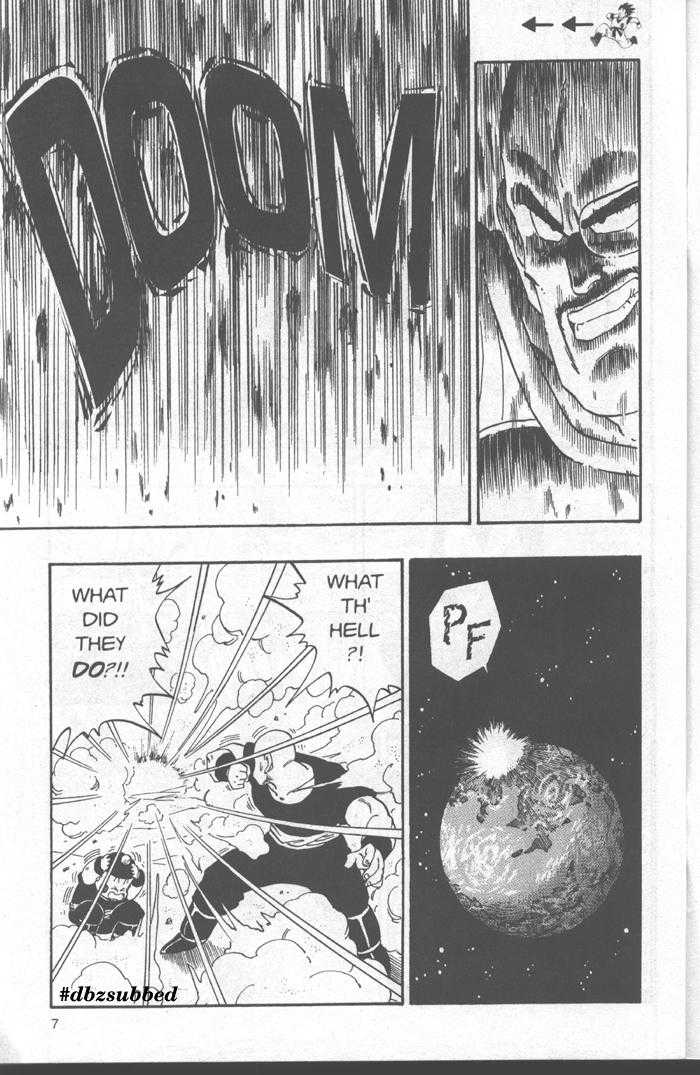 DOOM
PF
WHAT
TH'
HELL
?!
WHAT
DID
THEY
DO?!!
#dbzsubbed
7